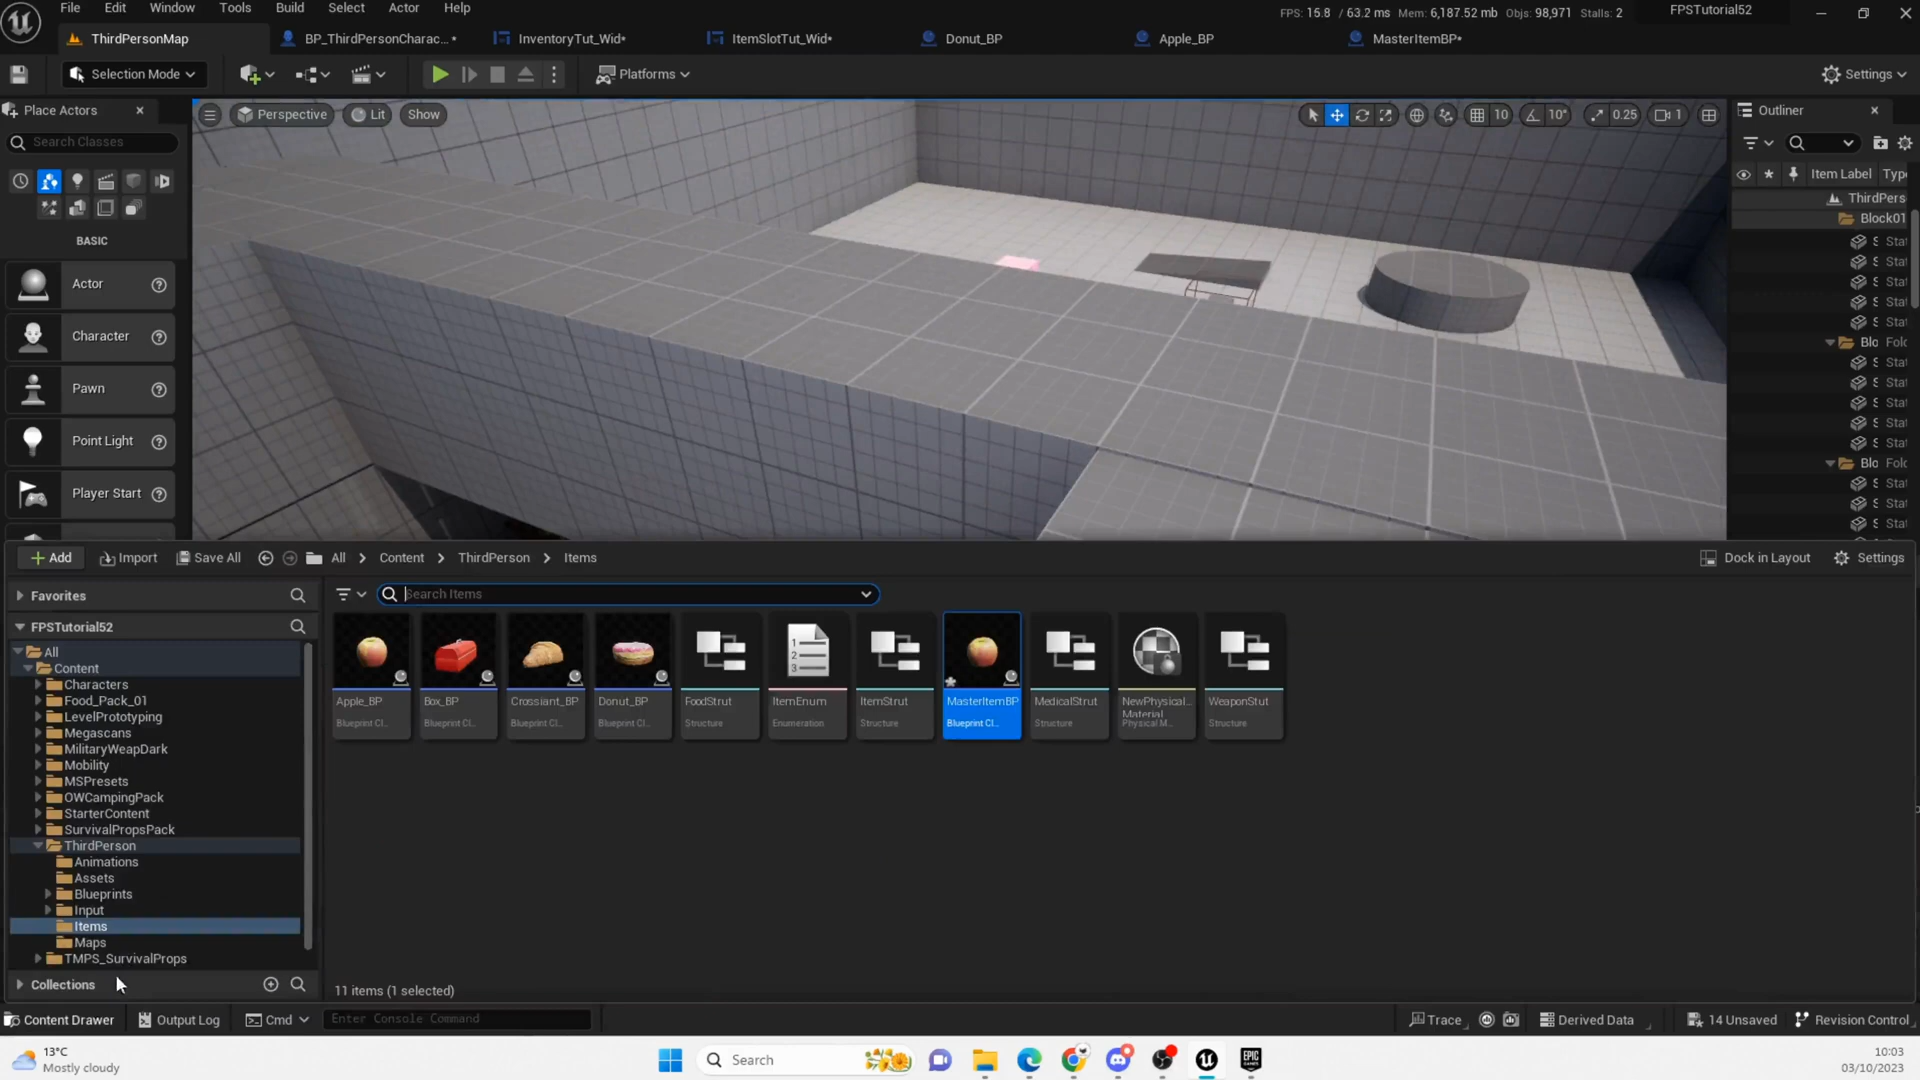 File Edit Window Tools Build Select Actor Help
FPS: 15.8 / 63.2 ms Mem: 6,187.52 mb Objs: 98,971 Stalls: 2
FPSTutorial52
ThirdPersonMap
BP_ThirdPersonCharac... *
InventoryTut_Wid*
ItemSlotTut_Wid*
Donut_BP
Apple_BP
MasterItemBP*
Selection Mode
Platforms
Settings
Place Actors
Perspective
Lit
Show
10
10°
0.25
1
Outliner
Search Classes
Item Label
ThirdPers
Block01
BASIC
Actor
Character
Pawn
Point Light
Player Start
Blo Fold
Blo Fold
Add
Import
Save All
All
Content
ThirdPerson
Items
Dock in Layout
Settings
Favorites
Search Items
FPSTutorial52
All
Content
Characters
Food_Pack_01
LevelPrototyping
Megascans
MilitaryWeapDark
Mobility
MSPresets
OWCampingPack
StarterContent
SurvivalPropsPack
ThirdPerson
Animations
Assets
Blueprints
Input
Items
Maps
TMPS_SurvivalProps
Collections
Apple_BP
Blueprint Cl...
Box_BP
Blueprint Cl...
Crossiant_BP
Blueprint Cl...
Donut_BP
Blueprint Cl...
FoodStrut
Structure
ItemEnum
Enumeration
ItemStrut
Structure
MasterItemBP
Blueprint Cl...
MedicalStrut
Structure
NewPhysical...
Material
Physical M...
WeaponStut
Structure
11 items (1 selected)
Content Drawer
Output Log
Cmd
Enter Console Command
Trace
Derived Data
14 Unsaved
Revision Control
13°C
Mostly cloudy
Search
10:03
03/10/2023